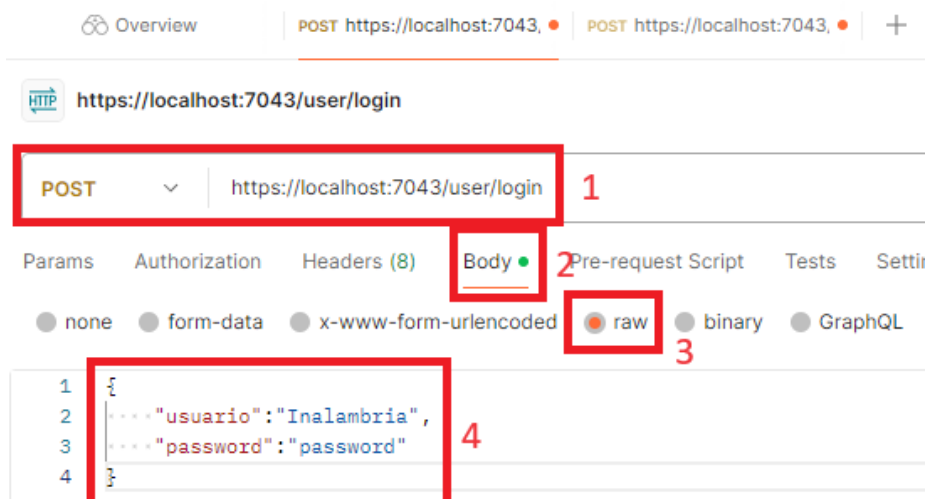 Overview POST https://localhost:7043, POST https://localhost:7043, +
HTTP https://localhost:7043/user/login
POST https://localhost:7043/user/login 1
Params Authorization Headers (8) Body 2 Pre-request Script Tests Settin
none form-data x-www-form-urlencoded raw binary GraphQL
3
1 {
2 "usuario":"Inalambria",
3 "password":"password"
4
4 }